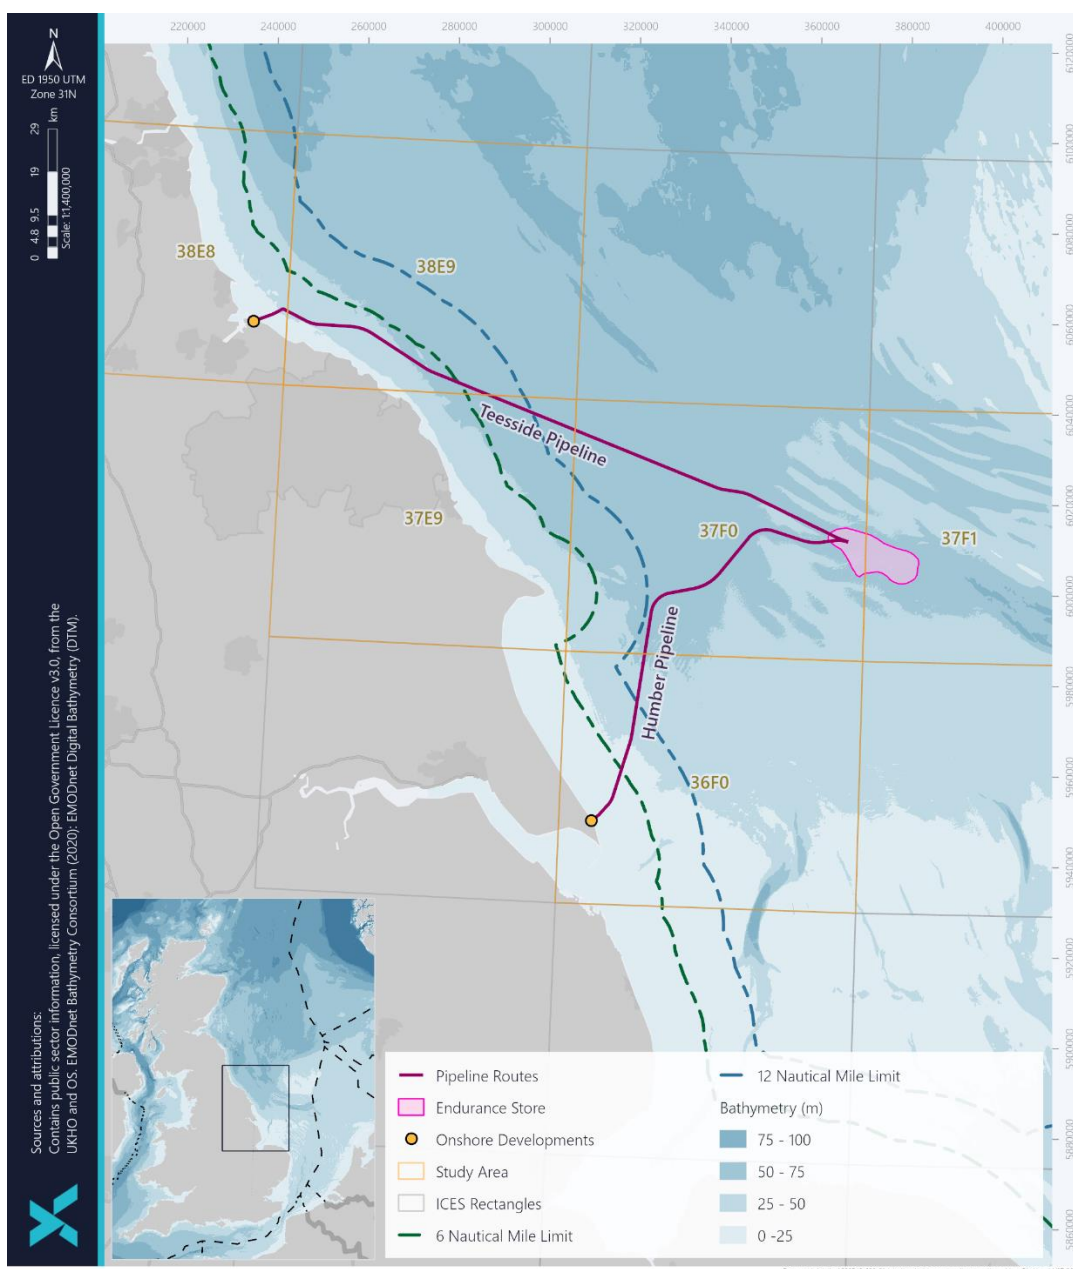 220000 240000 260000 280000 300000 320000 340000 360000 380000 400000
N
ED 1950 UTM
Zone 31N
km
0 4.8 9.5 19 29
Scale: 1:1,400,000
6120000
6100000
6080000
6060000
6040000
6020000
6000000
5980000
5960000
5940000
5920000
5900000
5880000
5860000
38E8
38E9
Teesside Pipeline
37E9
37F0
37F1
Humber Pipeline
36F0
Sources and attributions:
Contains public sector information, licensed under the Open Government Licence v3.0, from the
UKHO and OS. EMODnet Bathymetry Consortium (2020): EMODnet Digital Bathymetry (DTM).
Pipeline Routes
Endurance Store
Onshore Developments
Study Area
ICES Rectangles
6 Nautical Mile Limit
12 Nautical Mile Limit
Bathymetry (m)
75 - 100
50 - 75
25 - 50
0 -25